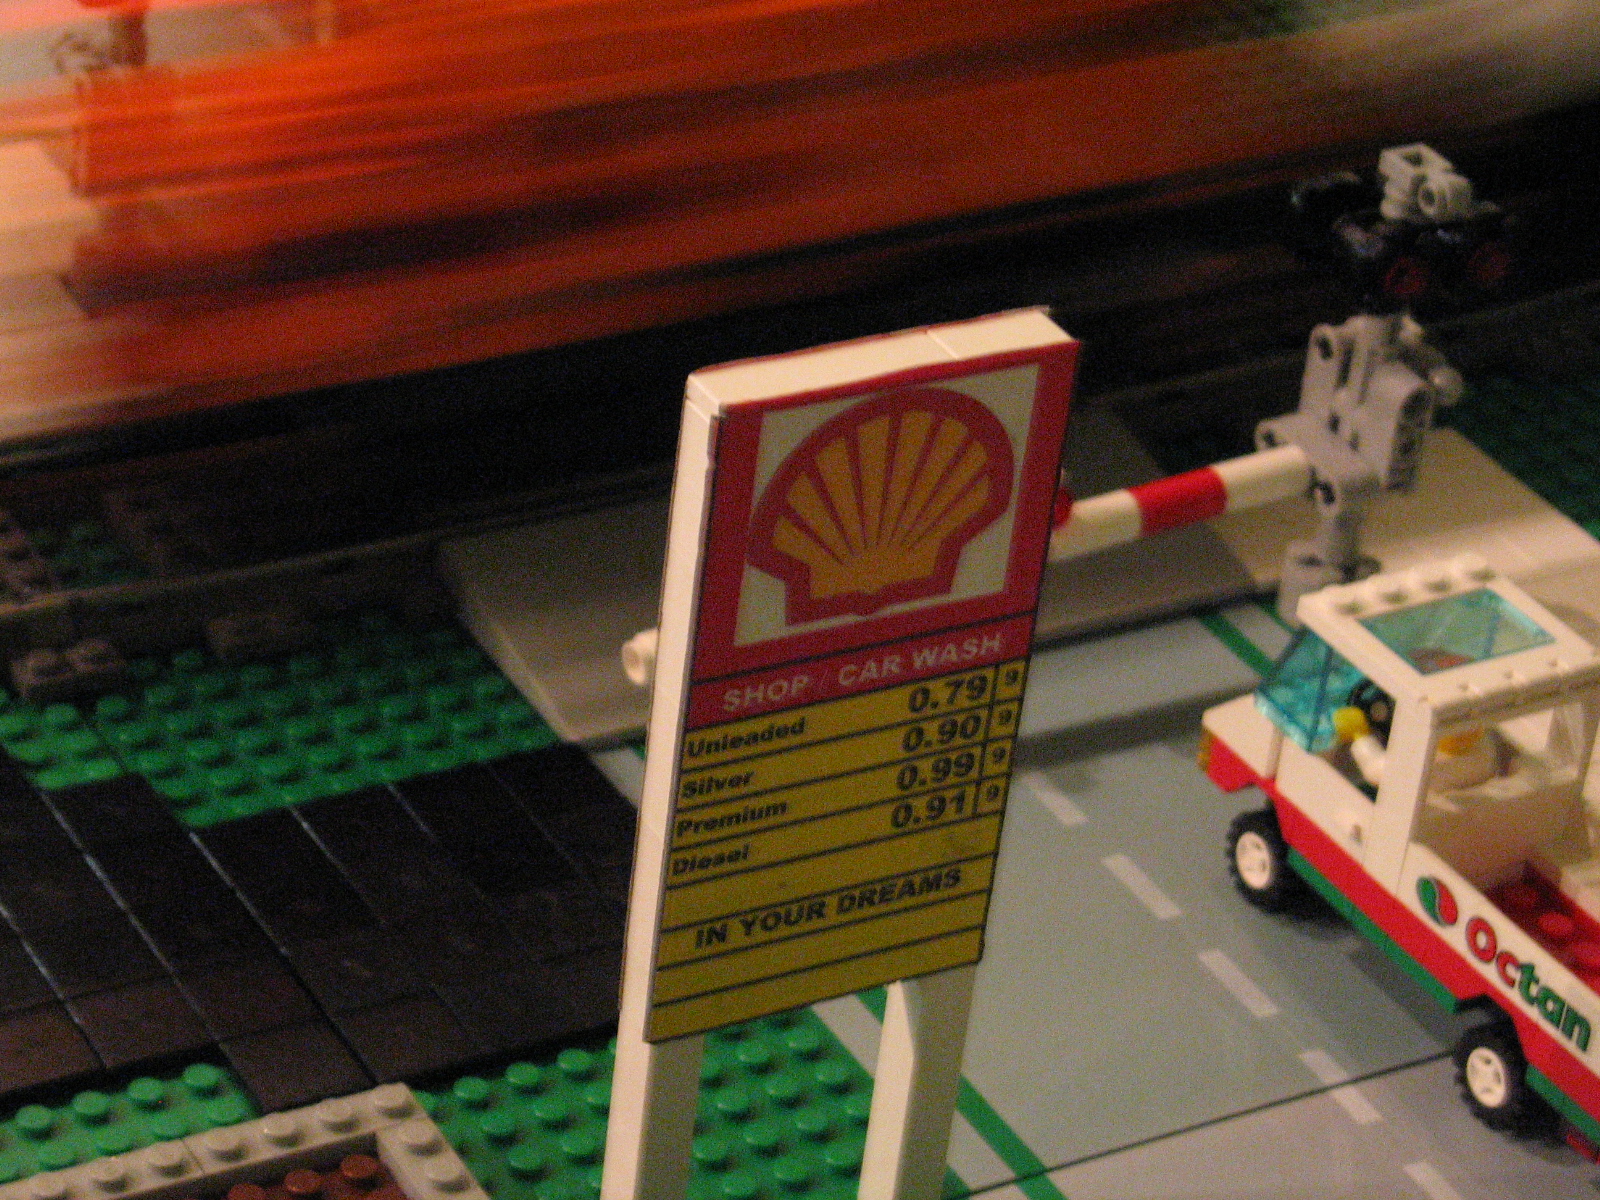 SHOP / CAR WASH
Unleaded 0.79 9
Silver 0.90 9
Premium 0.99 9
Diesel 0.91 9
IN YOUR DREAMS
Octan